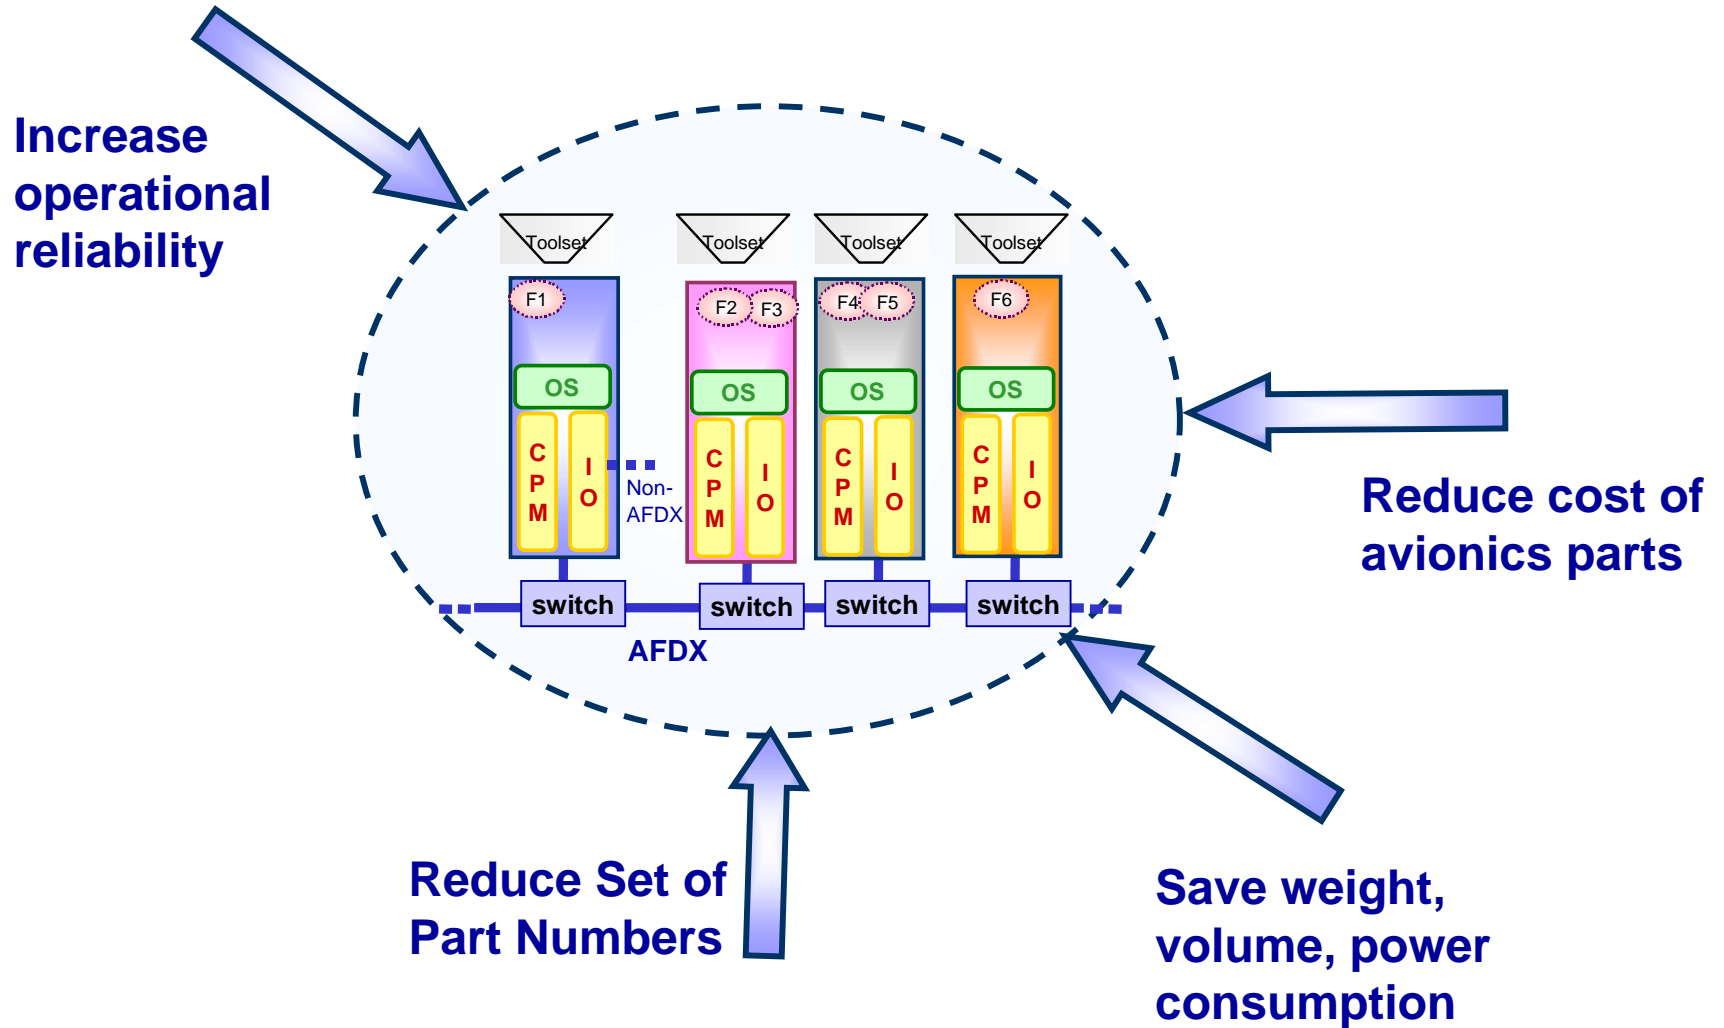 Increase
operational
reliability
Toolset
Toolset
Toolset
Toolset
F1
F2
F3
F4
F5
F6
OS
OS
OS
OS
C
P
M
I
O
Non-
AFDX
C
P
M
I
O
C
P
M
I
O
C
P
M
I
O
switch
switch
switch
switch
AFDX
Reduce cost of
avionics parts
Reduce Set of
Part Numbers
Save weight,
volume, power
consumption